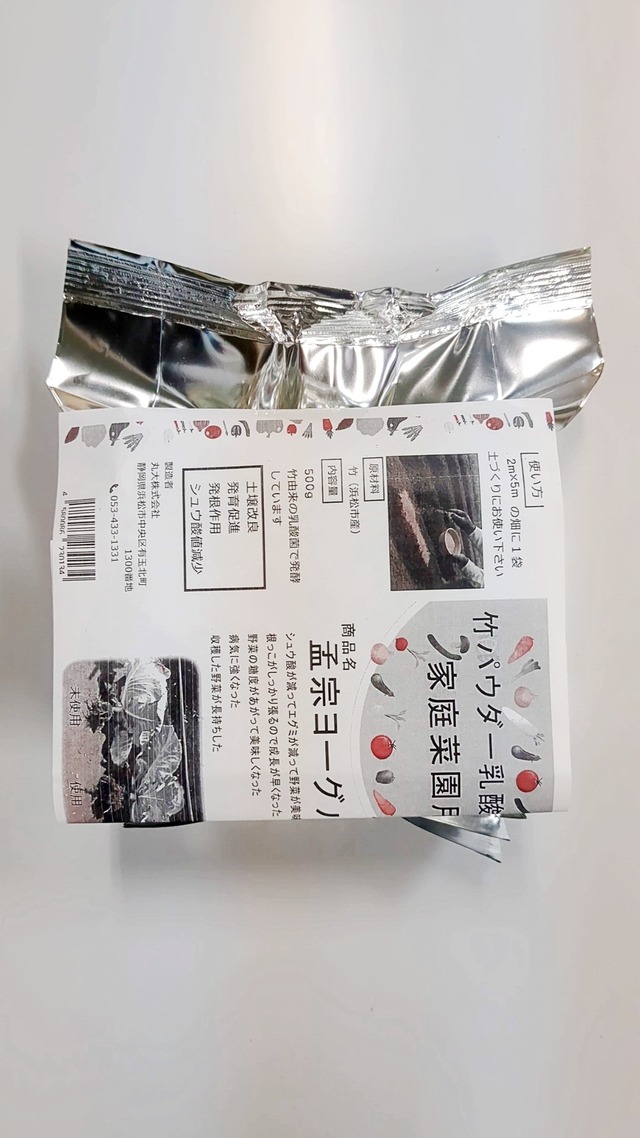 使い方
2m×5m の畑に1袋
土づくりにお使い下さい
原材料
竹（浜松市産）
内容量
500g
竹由来の乳酸菌で発酵
しています
土壌改良
発育促進
発根作用
シュウ酸値減少
製造者
丸大株式会社
静岡県浜松市中央区有玉北町
1300番地
053-433-1331
竹パウダー乳酸
家庭菜園用
商品名
孟宗ヨーグル
シュウ酸が減ってエグミが減って野菜が美味
根っこがしっかり張るので成長が早くなった
野菜の糖度があがって美味しくなった
病気に強くなった
収穫した野菜が長持ちした
未使用
使用